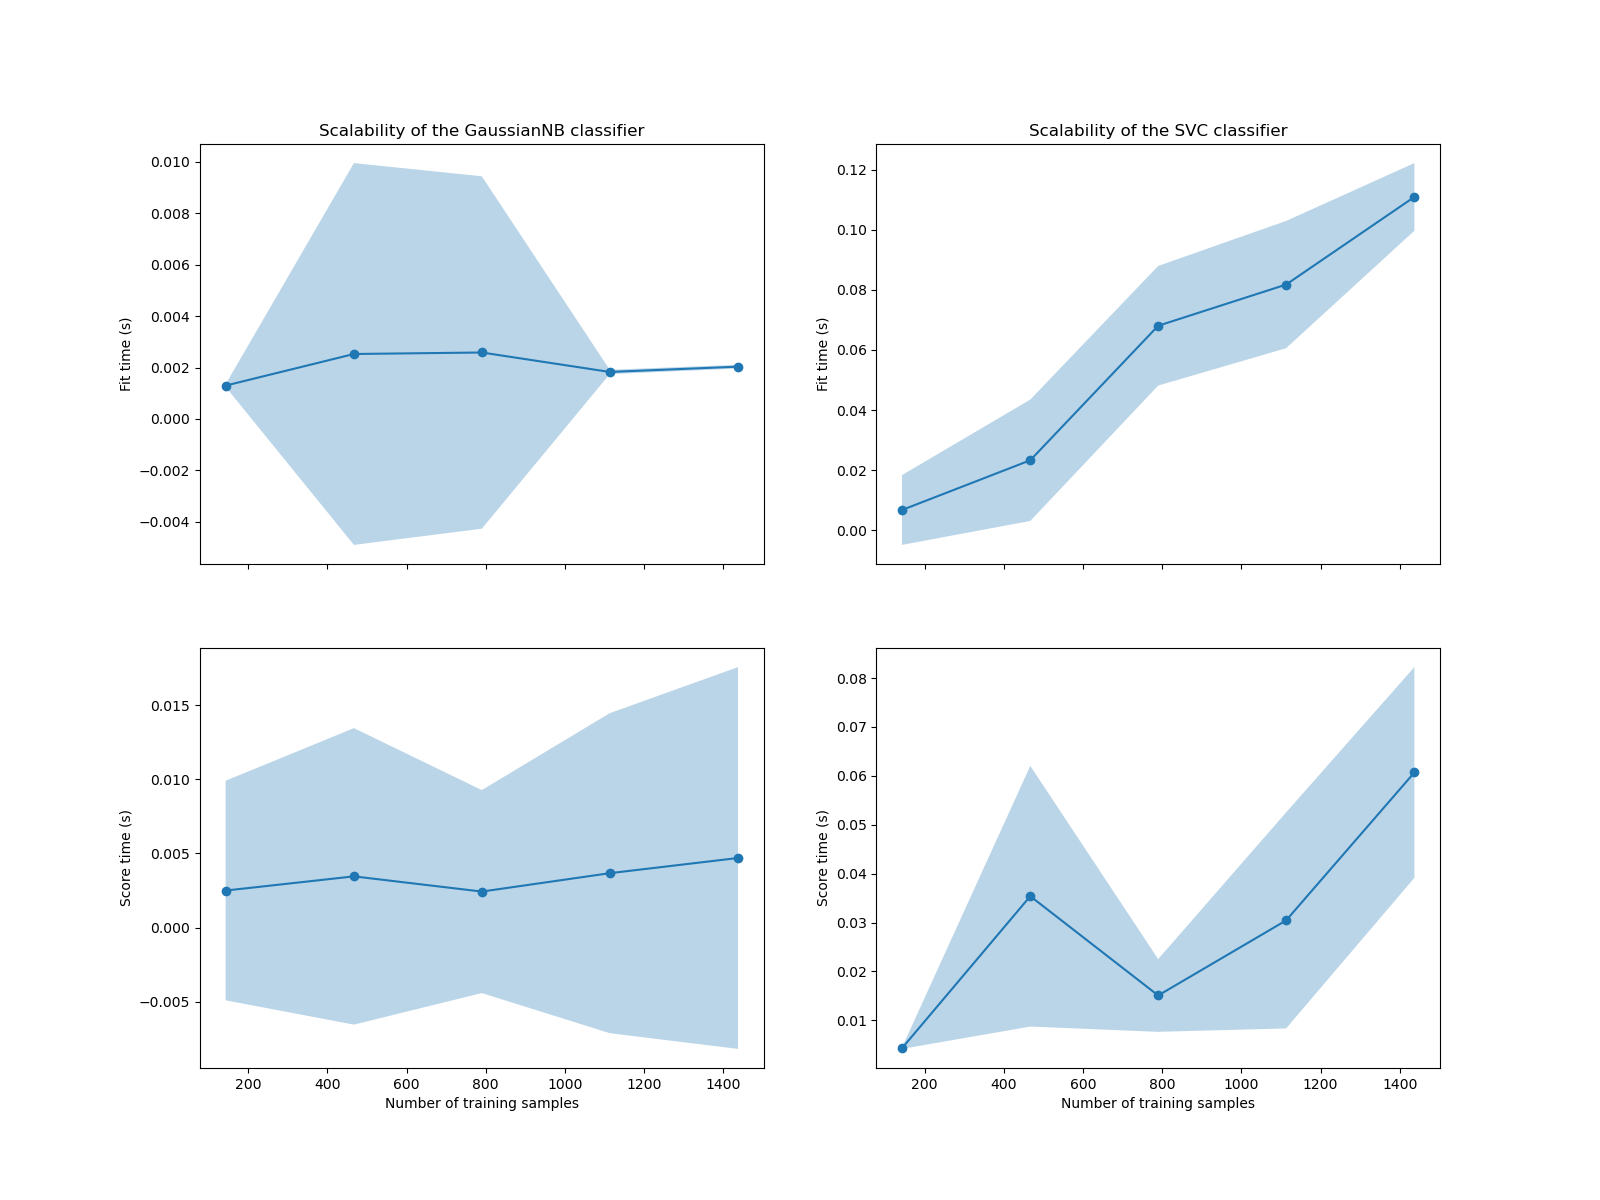 Scalability of the GaussianNB classifier
Fit time (s)
0.010
0.008
0.006
0.004
0.002
0.000
−0.002
−0.004
Scalability of the SVC classifier
Fit time (s)
0.12
0.10
0.08
0.06
0.04
0.02
0.00
Score time (s)
0.015
0.010
0.005
0.000
−0.005
200 400 600 800 1000 1200 1400
Number of training samples
Score time (s)
0.08
0.07
0.06
0.05
0.04
0.03
0.02
0.01
200 400 600 800 1000 1200 1400
Number of training samples